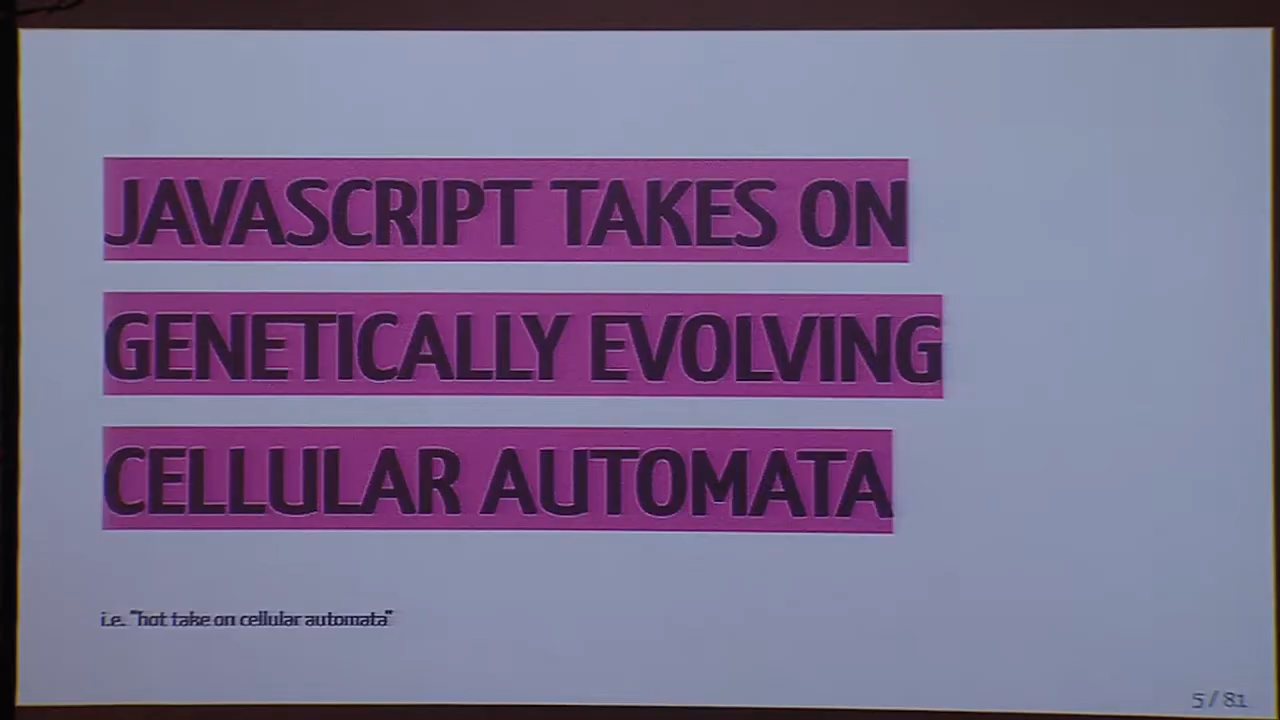 JAVASCRIPT TAKES ON
GENETICALLY EVOLVING
CELLULAR AUTOMATA
i.e. "hot take on cellular automata"
5 / 81